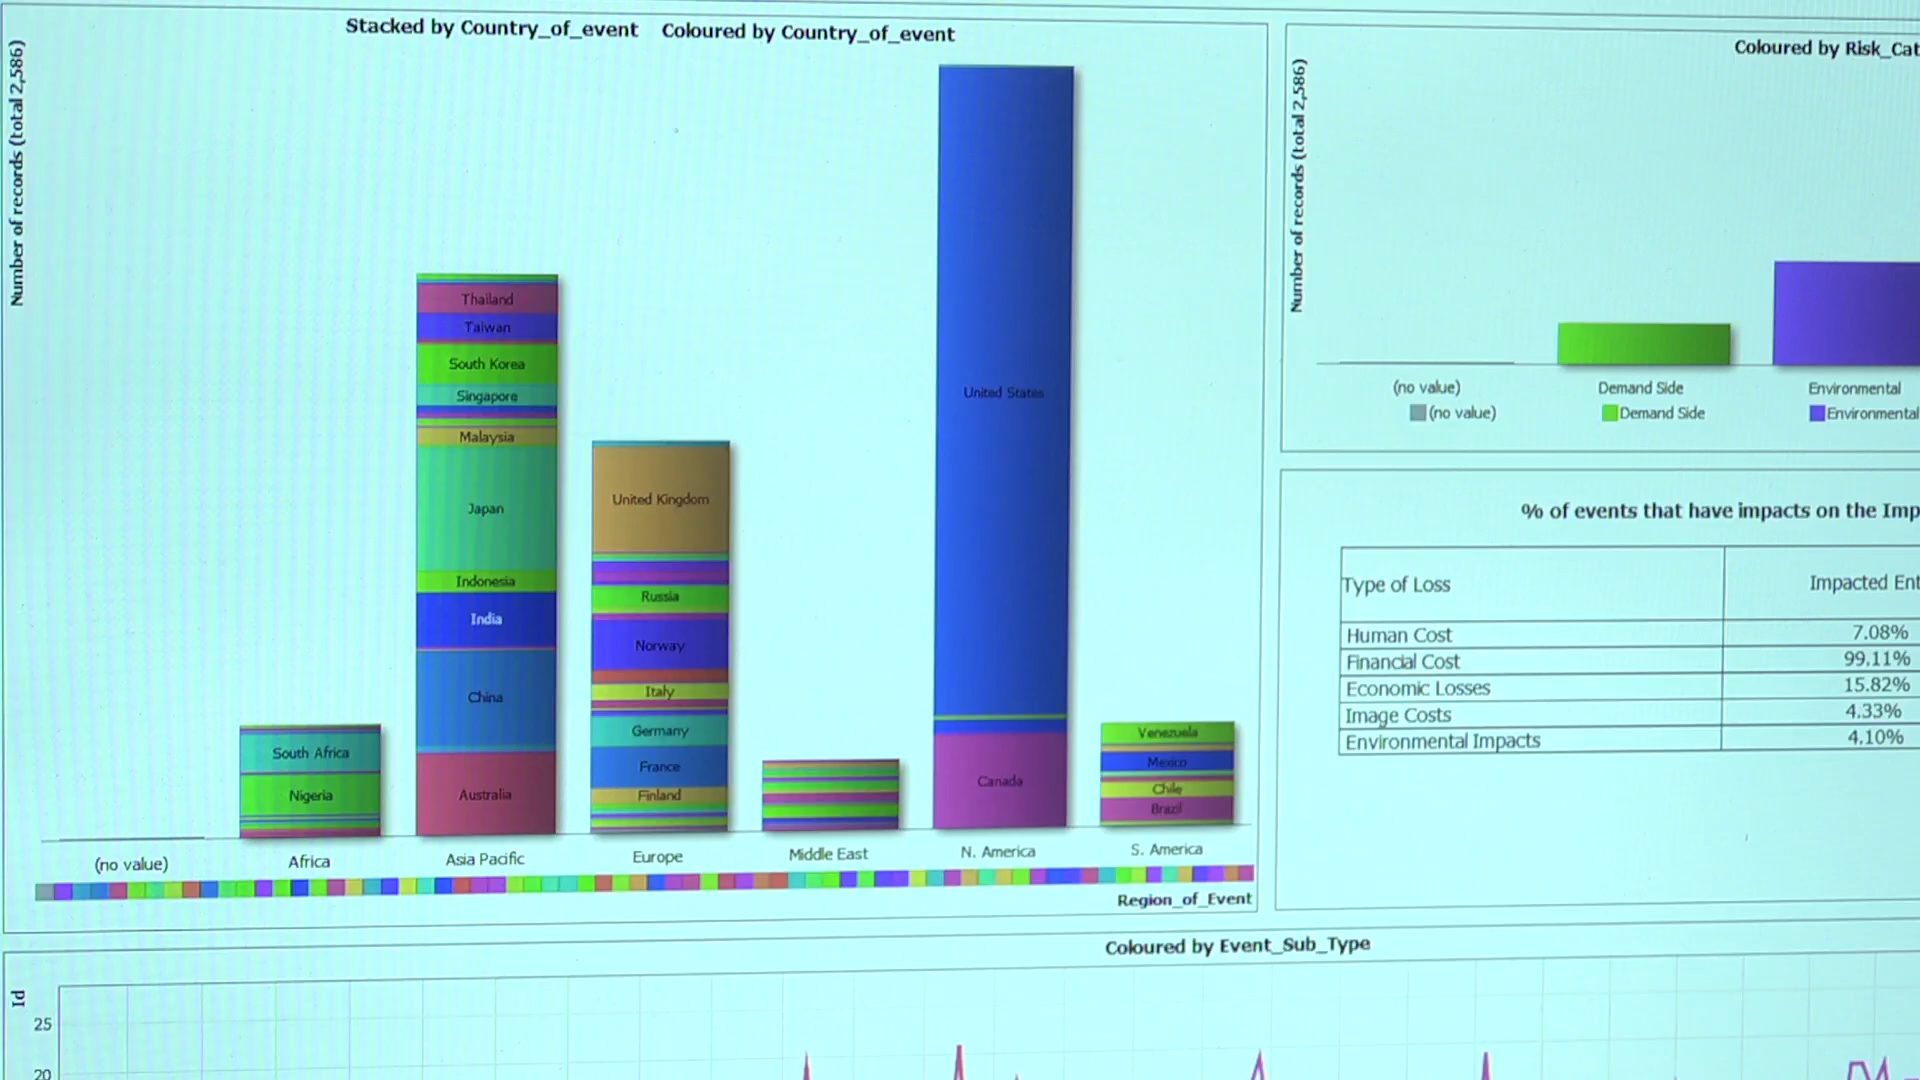 Stacked by Country_of_event Coloured by Country_of_event
Number of records (total 2,586)
Thailand
Taiwan
South Korea
Singapore
Malaysia
Japan
Indonesia
India
China
Australia
South Africa
Nigeria
United Kingdom
Russia
Norway
Italy
Germany
France
Finland
United States
Canada
Venezuela
Mexico
Chile
Brazil
(no value) Africa Asia Pacific Europe Middle East N. America S. America
Region_of_Event
Coloured by Risk_Cat
Number of records (total 2,586)
(no value) Demand Side Environmental
(no value) Demand Side Environmental
% of events that have impacts on the Imp
Type of Loss Impacted Ent
Human Cost 7.08%
Financial Cost 99.11%
Economic Losses 15.82%
Image Costs 4.33%
Environmental Impacts 4.10%
Coloured by Event_Sub_Type
Id
25
20